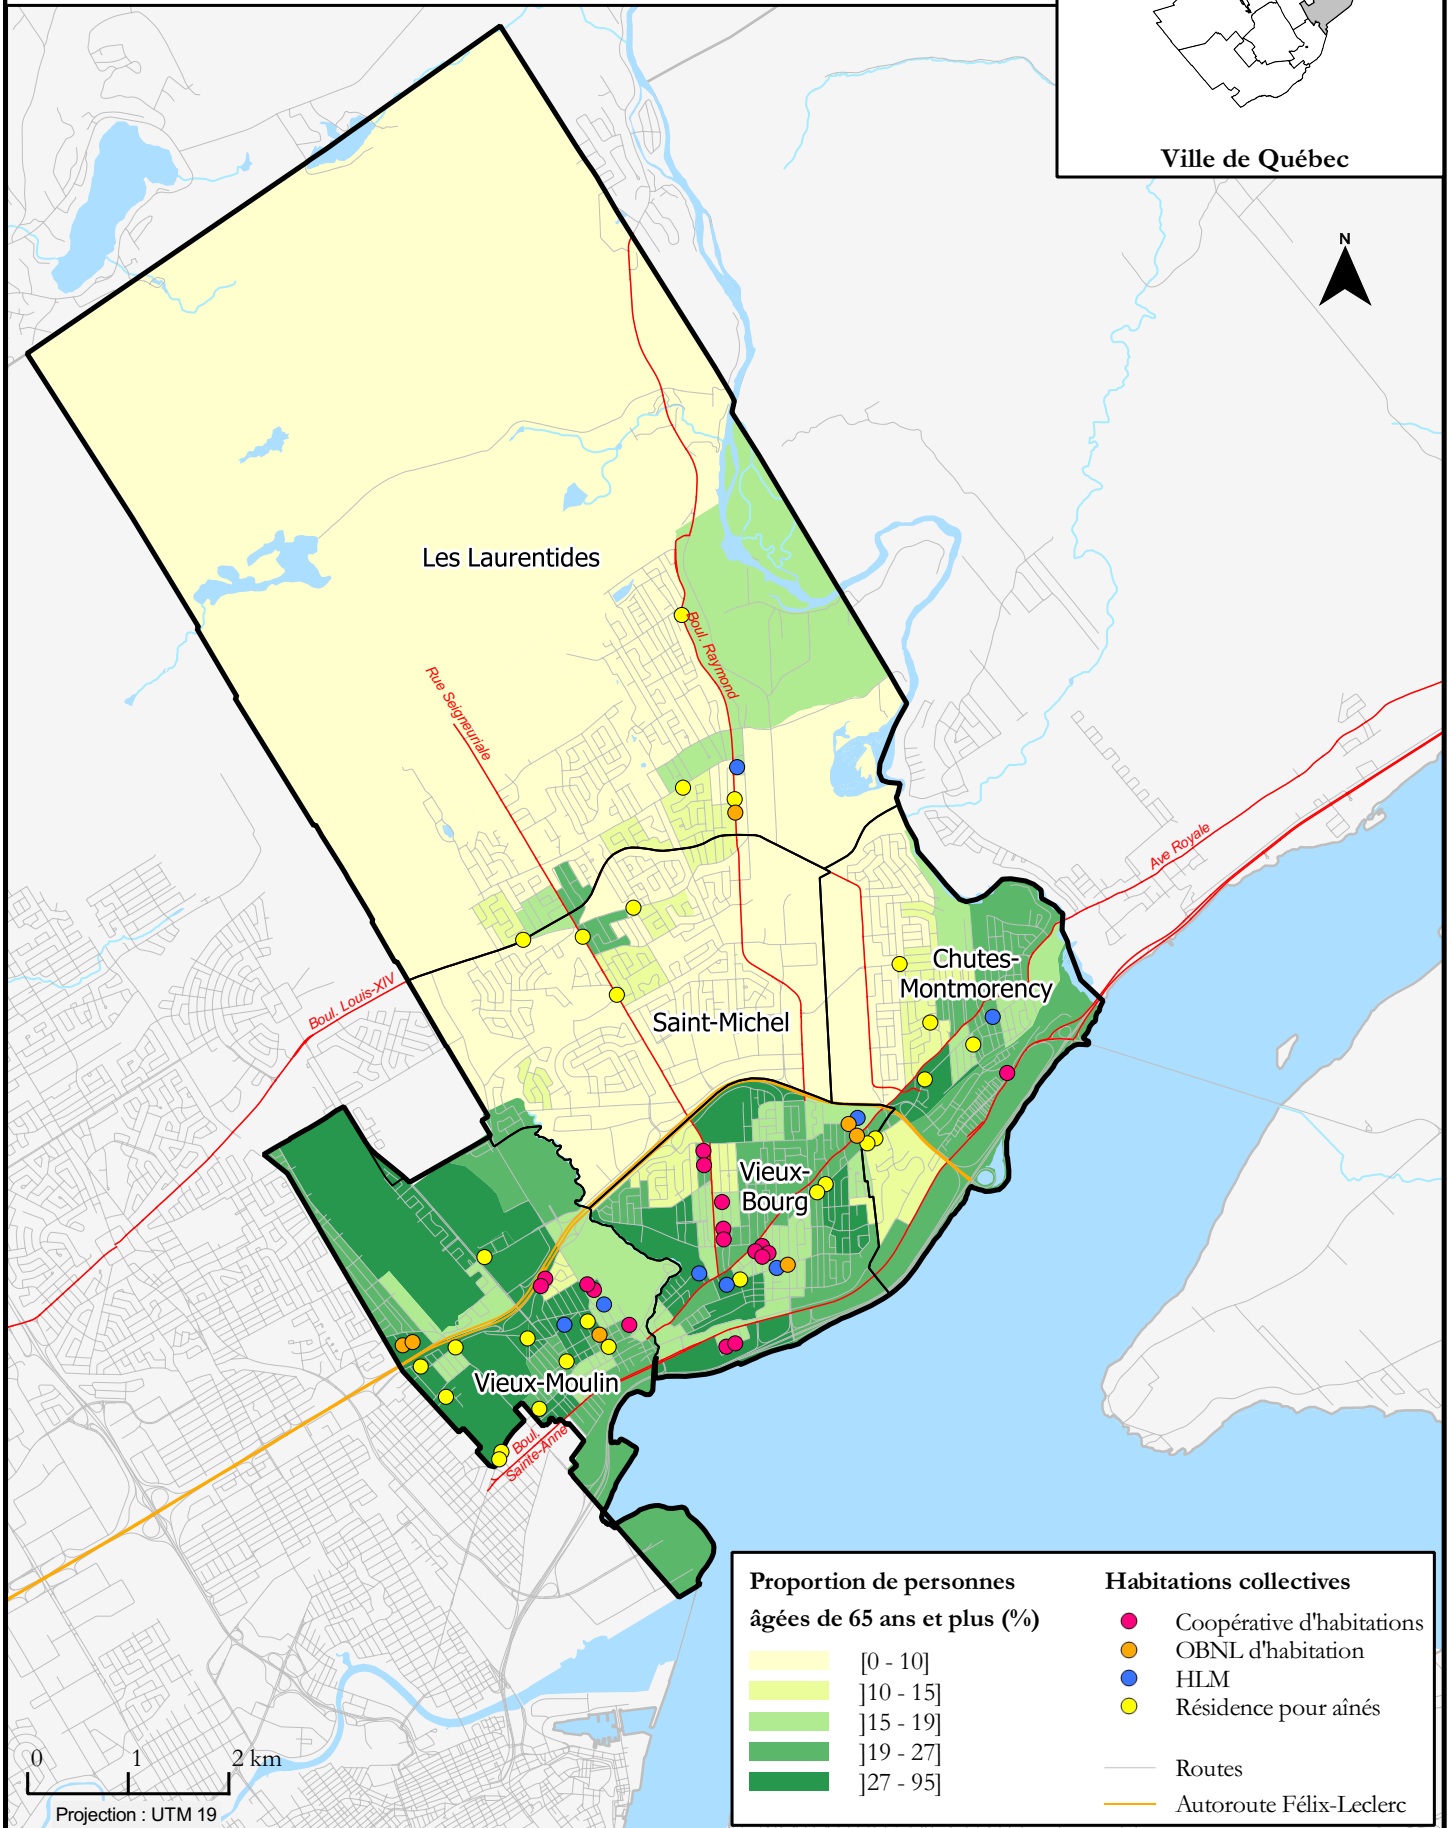 Ville de Québec
N
Les Laurentides
Boul. Raymond
Rue Seigneuriale
Ave Royale
Chutes-
Montmorency
Boul. Louis-XIV
Saint-Michel
Vieux-
Bourg
Vieux-Moulin
Boul.
Sainte-Anne
Proportion de personnes
âgées de 65 ans et plus (%)
[0 - 10]
]10 - 15]
]15 - 19]
]19 - 27]
]27 - 95]
Habitations collectives
Coopérative d'habitations
OBNL d'habitation
HLM
Résidence pour aînés
Routes
Autoroute Félix-Leclerc
0 1 2 km
Projection : UTM 19